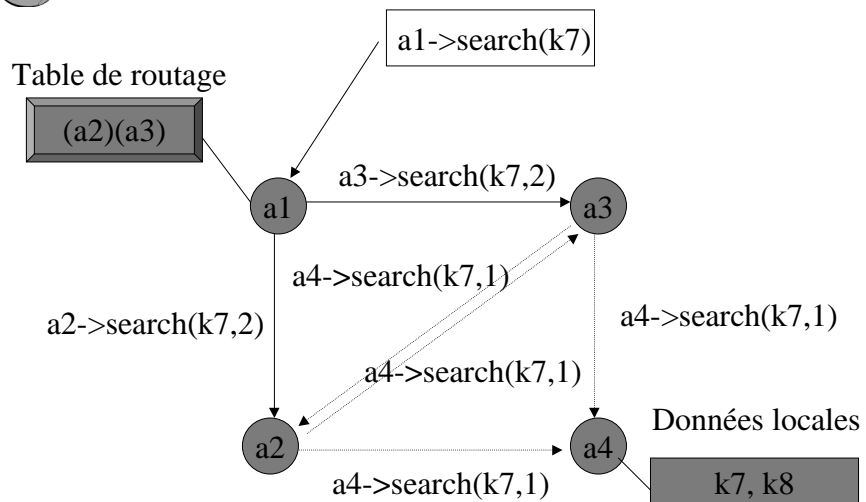 a1->search(k7)
Table de routage
(a2)(a3)
a3->search(k7,2)
a1
a3
a4->search(k7,1)
a2->search(k7,2)
a4->search(k7,1)
a4->search(k7,1)
Données locales
a2
a4
a4->search(k7,1)
k7, k8